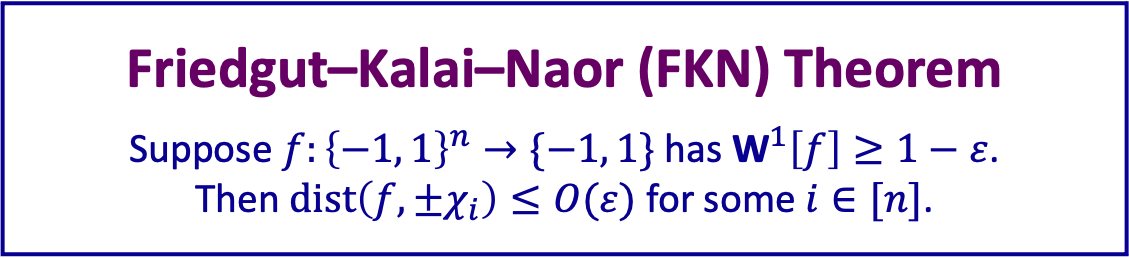 Friedgut–Kalai–Naor (FKN) Theorem
Suppose 𝑓: {−1, 1}ⁿ → {−1, 1} has 𝐖¹[𝑓] ≥ 1 − 𝜀.
Then dist(𝑓, ±𝜒ᵢ) ≤ 𝑂(𝜀) for some 𝑖 ∈ [𝑛].